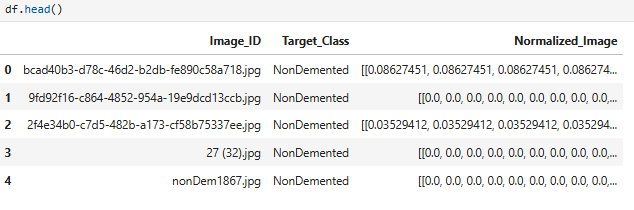 df.head()
Image_ID Target_Class Normalized_Image
0 bcad40b3-d78c-46d2-b2db-fe890c58a718.jpg NonDemented [[0.08627451, 0.08627451, 0.08627451, 0.086274...
1 9fd92f16-c864-4852-954a-19e9dcd13ccb.jpg NonDemented [[0.0, 0.0, 0.0, 0.0, 0.0, 0.0, 0.0, 0.0, 0.0,...
2 2f4e34b0-c7d5-482b-a173-cf58b75337ee.jpg NonDemented [[0.03529412, 0.03529412, 0.03529412, 0.035294...
3 27 (32).jpg NonDemented [[0.0, 0.0, 0.0, 0.0, 0.0, 0.0, 0.0, 0.0, 0.0,...
4 nonDem1867.jpg NonDemented [[0.0, 0.0, 0.0, 0.0, 0.0, 0.0, 0.0, 0.0, 0.0,...